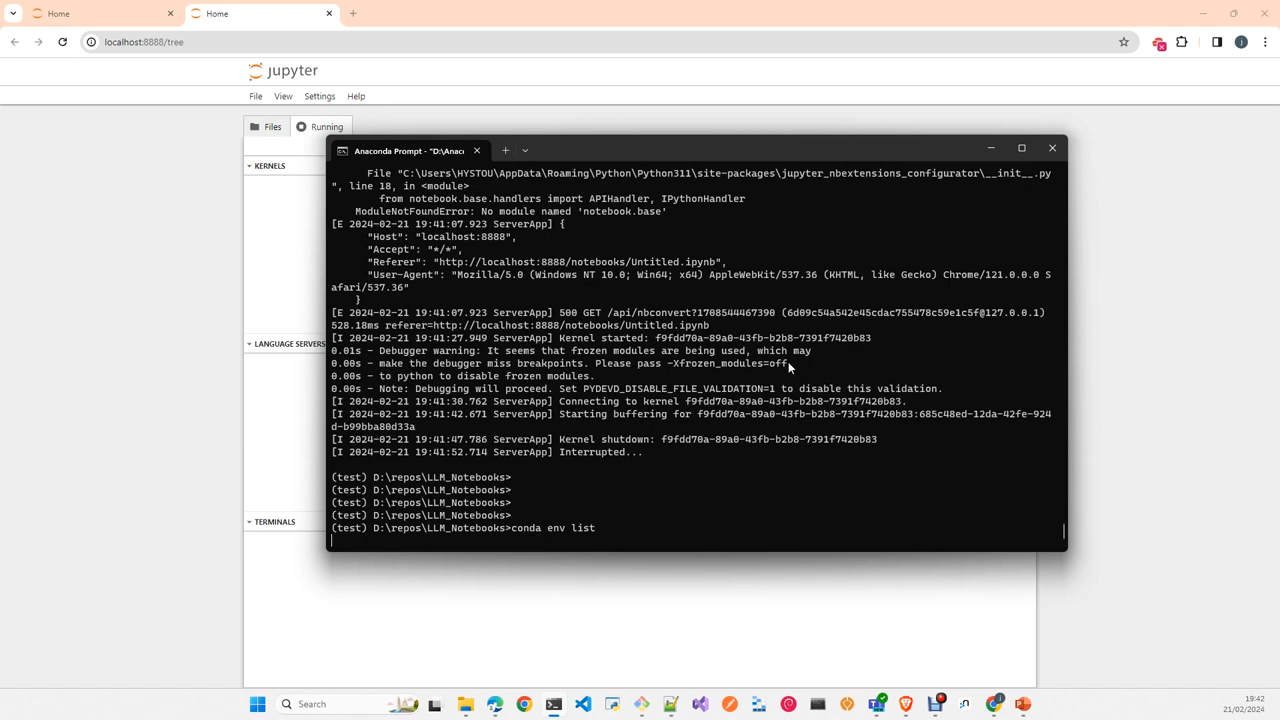 Home
Home
localhost:8888/tree
jupyter
File View Settings Help
Files Running
KERNELS
LANGUAGE SERVERS
TERMINALS
Anaconda Prompt - "D:\Anac
File "C:\Users\HYSTOU\AppData\Roaming\Python\Python311\site-packages\jupyter_nbextensions_configurator\__init__.py
", line 18, in <module>
from notebook.base.handlers import APIHandler, IPythonHandler
ModuleNotFoundError: No module named 'notebook.base'
[E 2024-02-21 19:41:07.923 ServerApp] {
"Host": "localhost:8888",
"Accept": "*/*",
"Referer": "http://localhost:8888/notebooks/Untitled.ipynb",
"User-Agent": "Mozilla/5.0 (Windows NT 10.0; Win64; x64) AppleWebKit/537.36 (KHTML, like Gecko) Chrome/121.0.0.0 S
afari/537.36"
}
[E 2024-02-21 19:41:07.923 ServerApp] 500 GET /api/nbconvert?1708544467390 (6d09c54a542e45cdac755478c59e1c5f@127.0.0.1)
528.18ms referer=http://localhost:8888/notebooks/Untitled.ipynb
[I 2024-02-21 19:41:27.949 ServerApp] Kernel started: f9fdd70a-89a0-43fb-b2b8-7391f7420b83
0.01s - Debugger warning: It seems that frozen modules are being used, which may
0.00s - make the debugger miss breakpoints. Please pass -Xfrozen_modules=off
0.00s - to python to disable frozen modules.
0.00s - Note: Debugging will proceed. Set PYDEVD_DISABLE_FILE_VALIDATION=1 to disable this validation.
[I 2024-02-21 19:41:30.762 ServerApp] Connecting to kernel f9fdd70a-89a0-43fb-b2b8-7391f7420b83.
[I 2024-02-21 19:41:42.671 ServerApp] Starting buffering for f9fdd70a-89a0-43fb-b2b8-7391f7420b83:685c48ed-12da-42fe-924
d-b99bba80d33a
[I 2024-02-21 19:41:47.786 ServerApp] Kernel shutdown: f9fdd70a-89a0-43fb-b2b8-7391f7420b83
[I 2024-02-21 19:41:52.714 ServerApp] Interrupted...
(test) D:\repos\LLM_Notebooks>
(test) D:\repos\LLM_Notebooks>
(test) D:\repos\LLM_Notebooks>
(test) D:\repos\LLM_Notebooks>
(test) D:\repos\LLM_Notebooks>conda env list
Search
19:42
21/02/2024